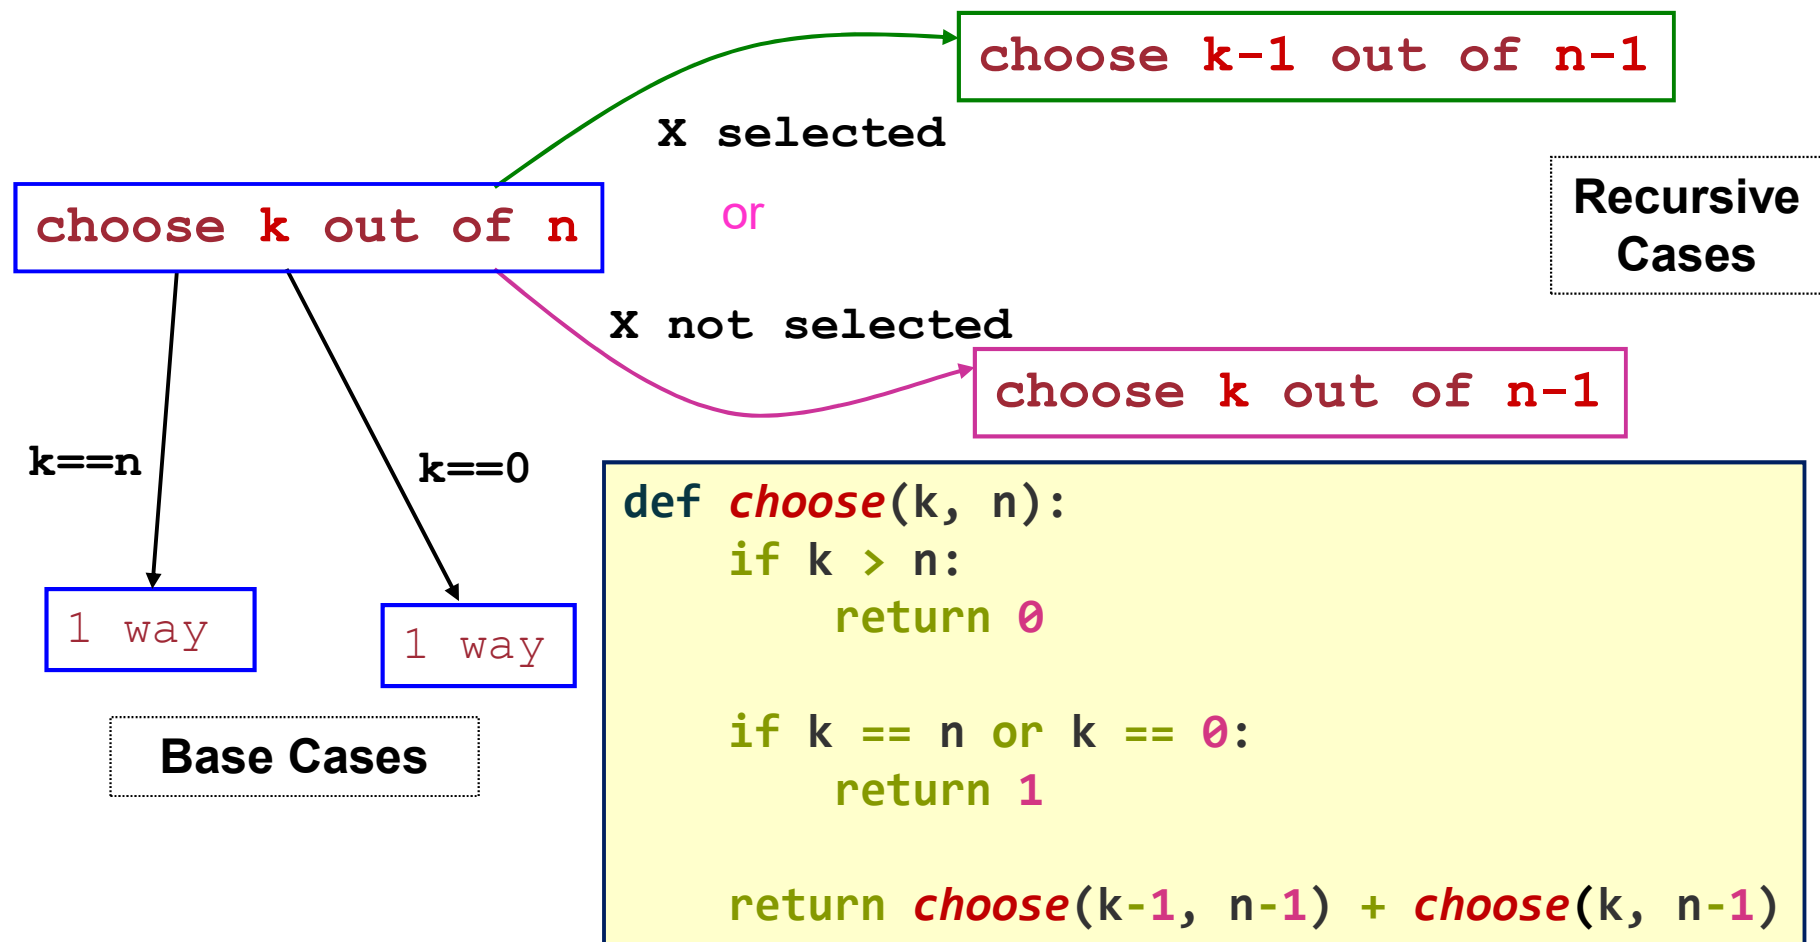 choose k-1 out of n-1
X selected
or
choose k out of n
Recursive
Cases
X not selected
choose k out of n-1
k==n
k==0
1 way
1 way
Base Cases
def choose(k, n):
    if k > n:
        return 0
    if k == n or k == 0:
        return 1
    return choose(k-1, n-1) + choose(k, n-1)